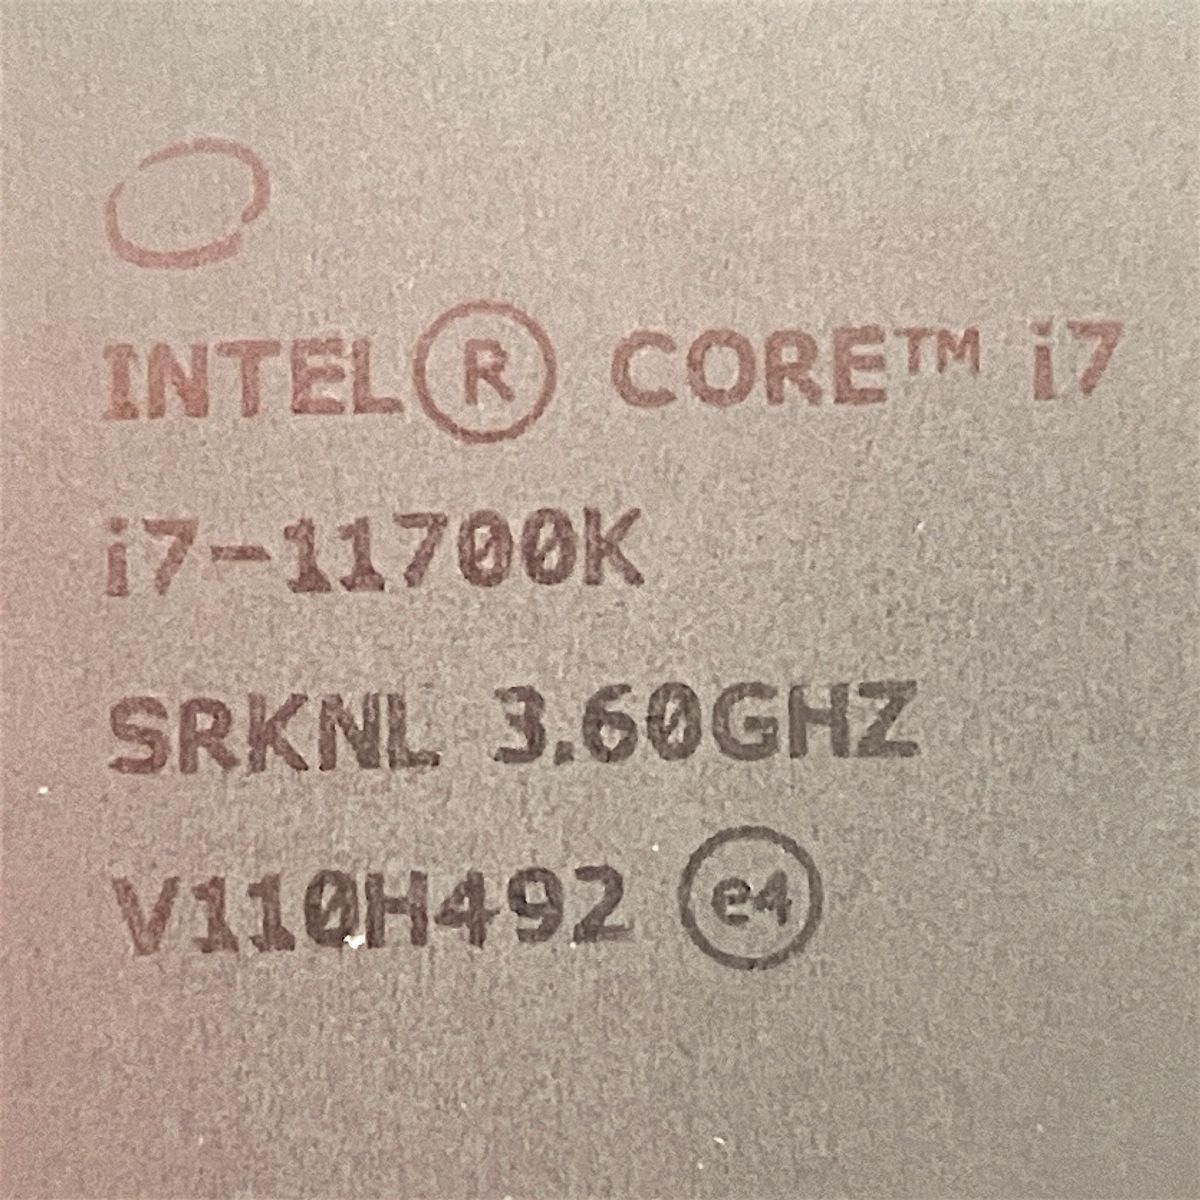 INTEL® CORE™ i7
i7-11700K
SRKNL 3.60GHZ
V110H492 e4